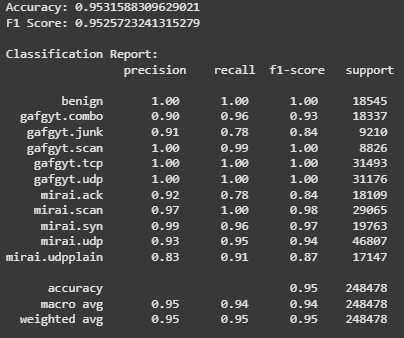 Accuracy: 0.9531588309629021
F1 Score: 0.9525723241315279
Classification Report:
precision recall f1-score support
benign 1.00 1.00 1.00 18545
gafgyt.combo 0.90 0.96 0.93 18337
gafgyt.junk 0.91 0.78 0.84 9210
gafgyt.scan 1.00 0.99 1.00 8826
gafgyt.tcp 1.00 1.00 1.00 31493
gafgyt.udp 1.00 1.00 1.00 31176
mirai.ack 0.92 0.78 0.84 18109
mirai.scan 0.97 1.00 0.98 29065
mirai.syn 0.99 0.96 0.97 19763
mirai.udp 0.93 0.95 0.94 46807
mirai.udpplain 0.83 0.91 0.87 17147
accuracy 0.95 248478
macro avg 0.95 0.94 0.94 248478
weighted avg 0.95 0.95 0.95 248478